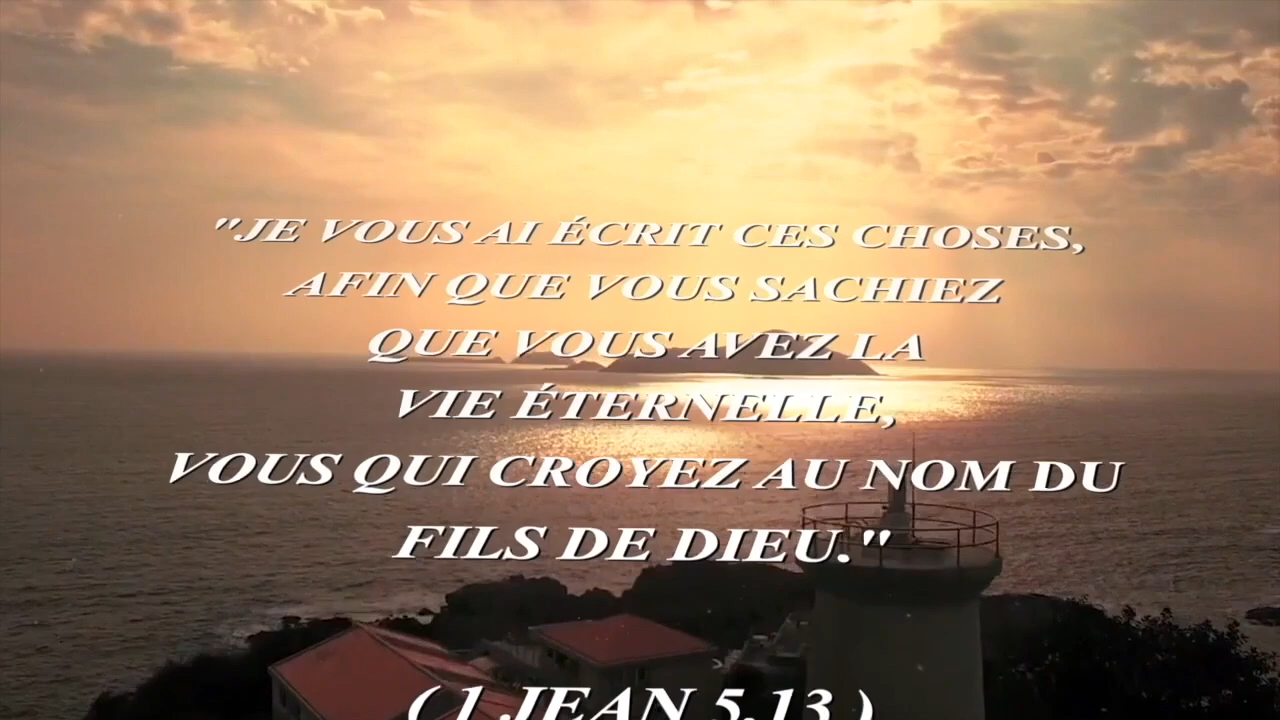 "JE VOUS AI ÉCRIT CES CHOSES,
AFIN QUE VOUS SACHIEZ
QUE VOUS AVEZ LA
VIE ÉTERNELLE,
VOUS QUI CROYEZ AU NOM DU
FILS DE DIEU."
( 1 JEAN 5.13 )